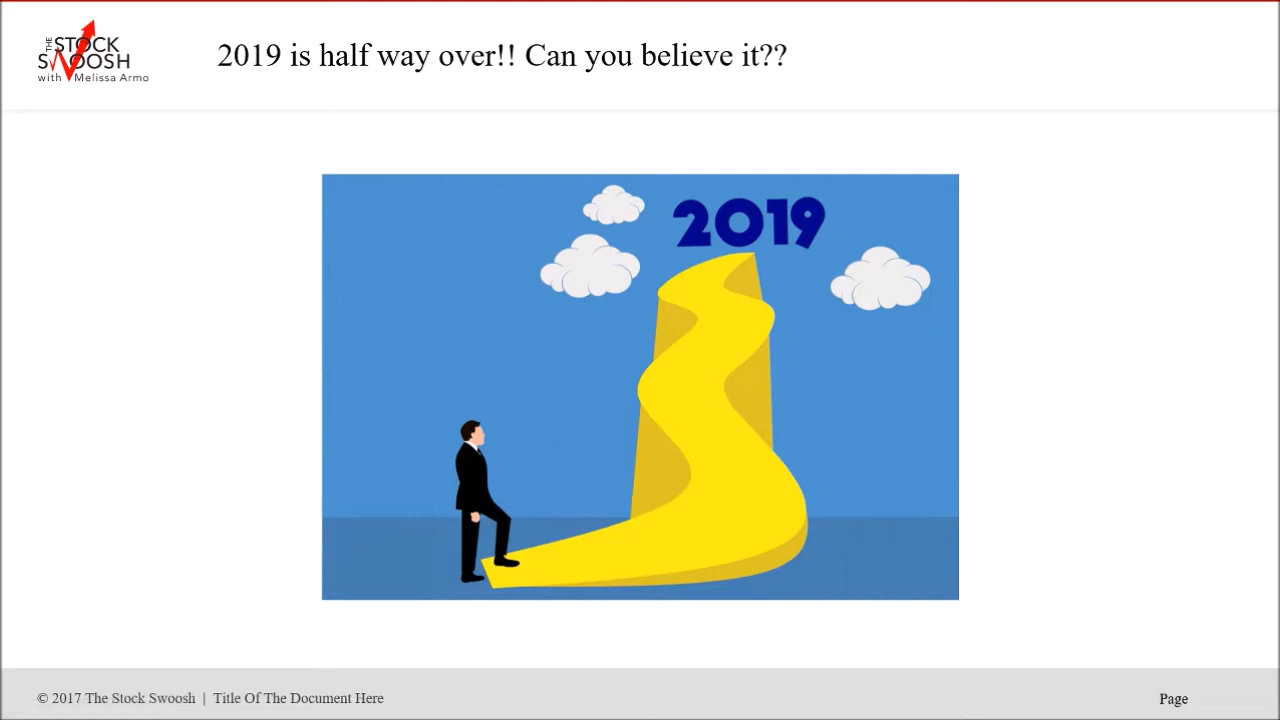 THE
STOCK
SWOOSH
with Melissa Armo
2019 is half way over!! Can you believe it??
2019
© 2017 The Stock Swoosh | Title Of The Document Here
Page